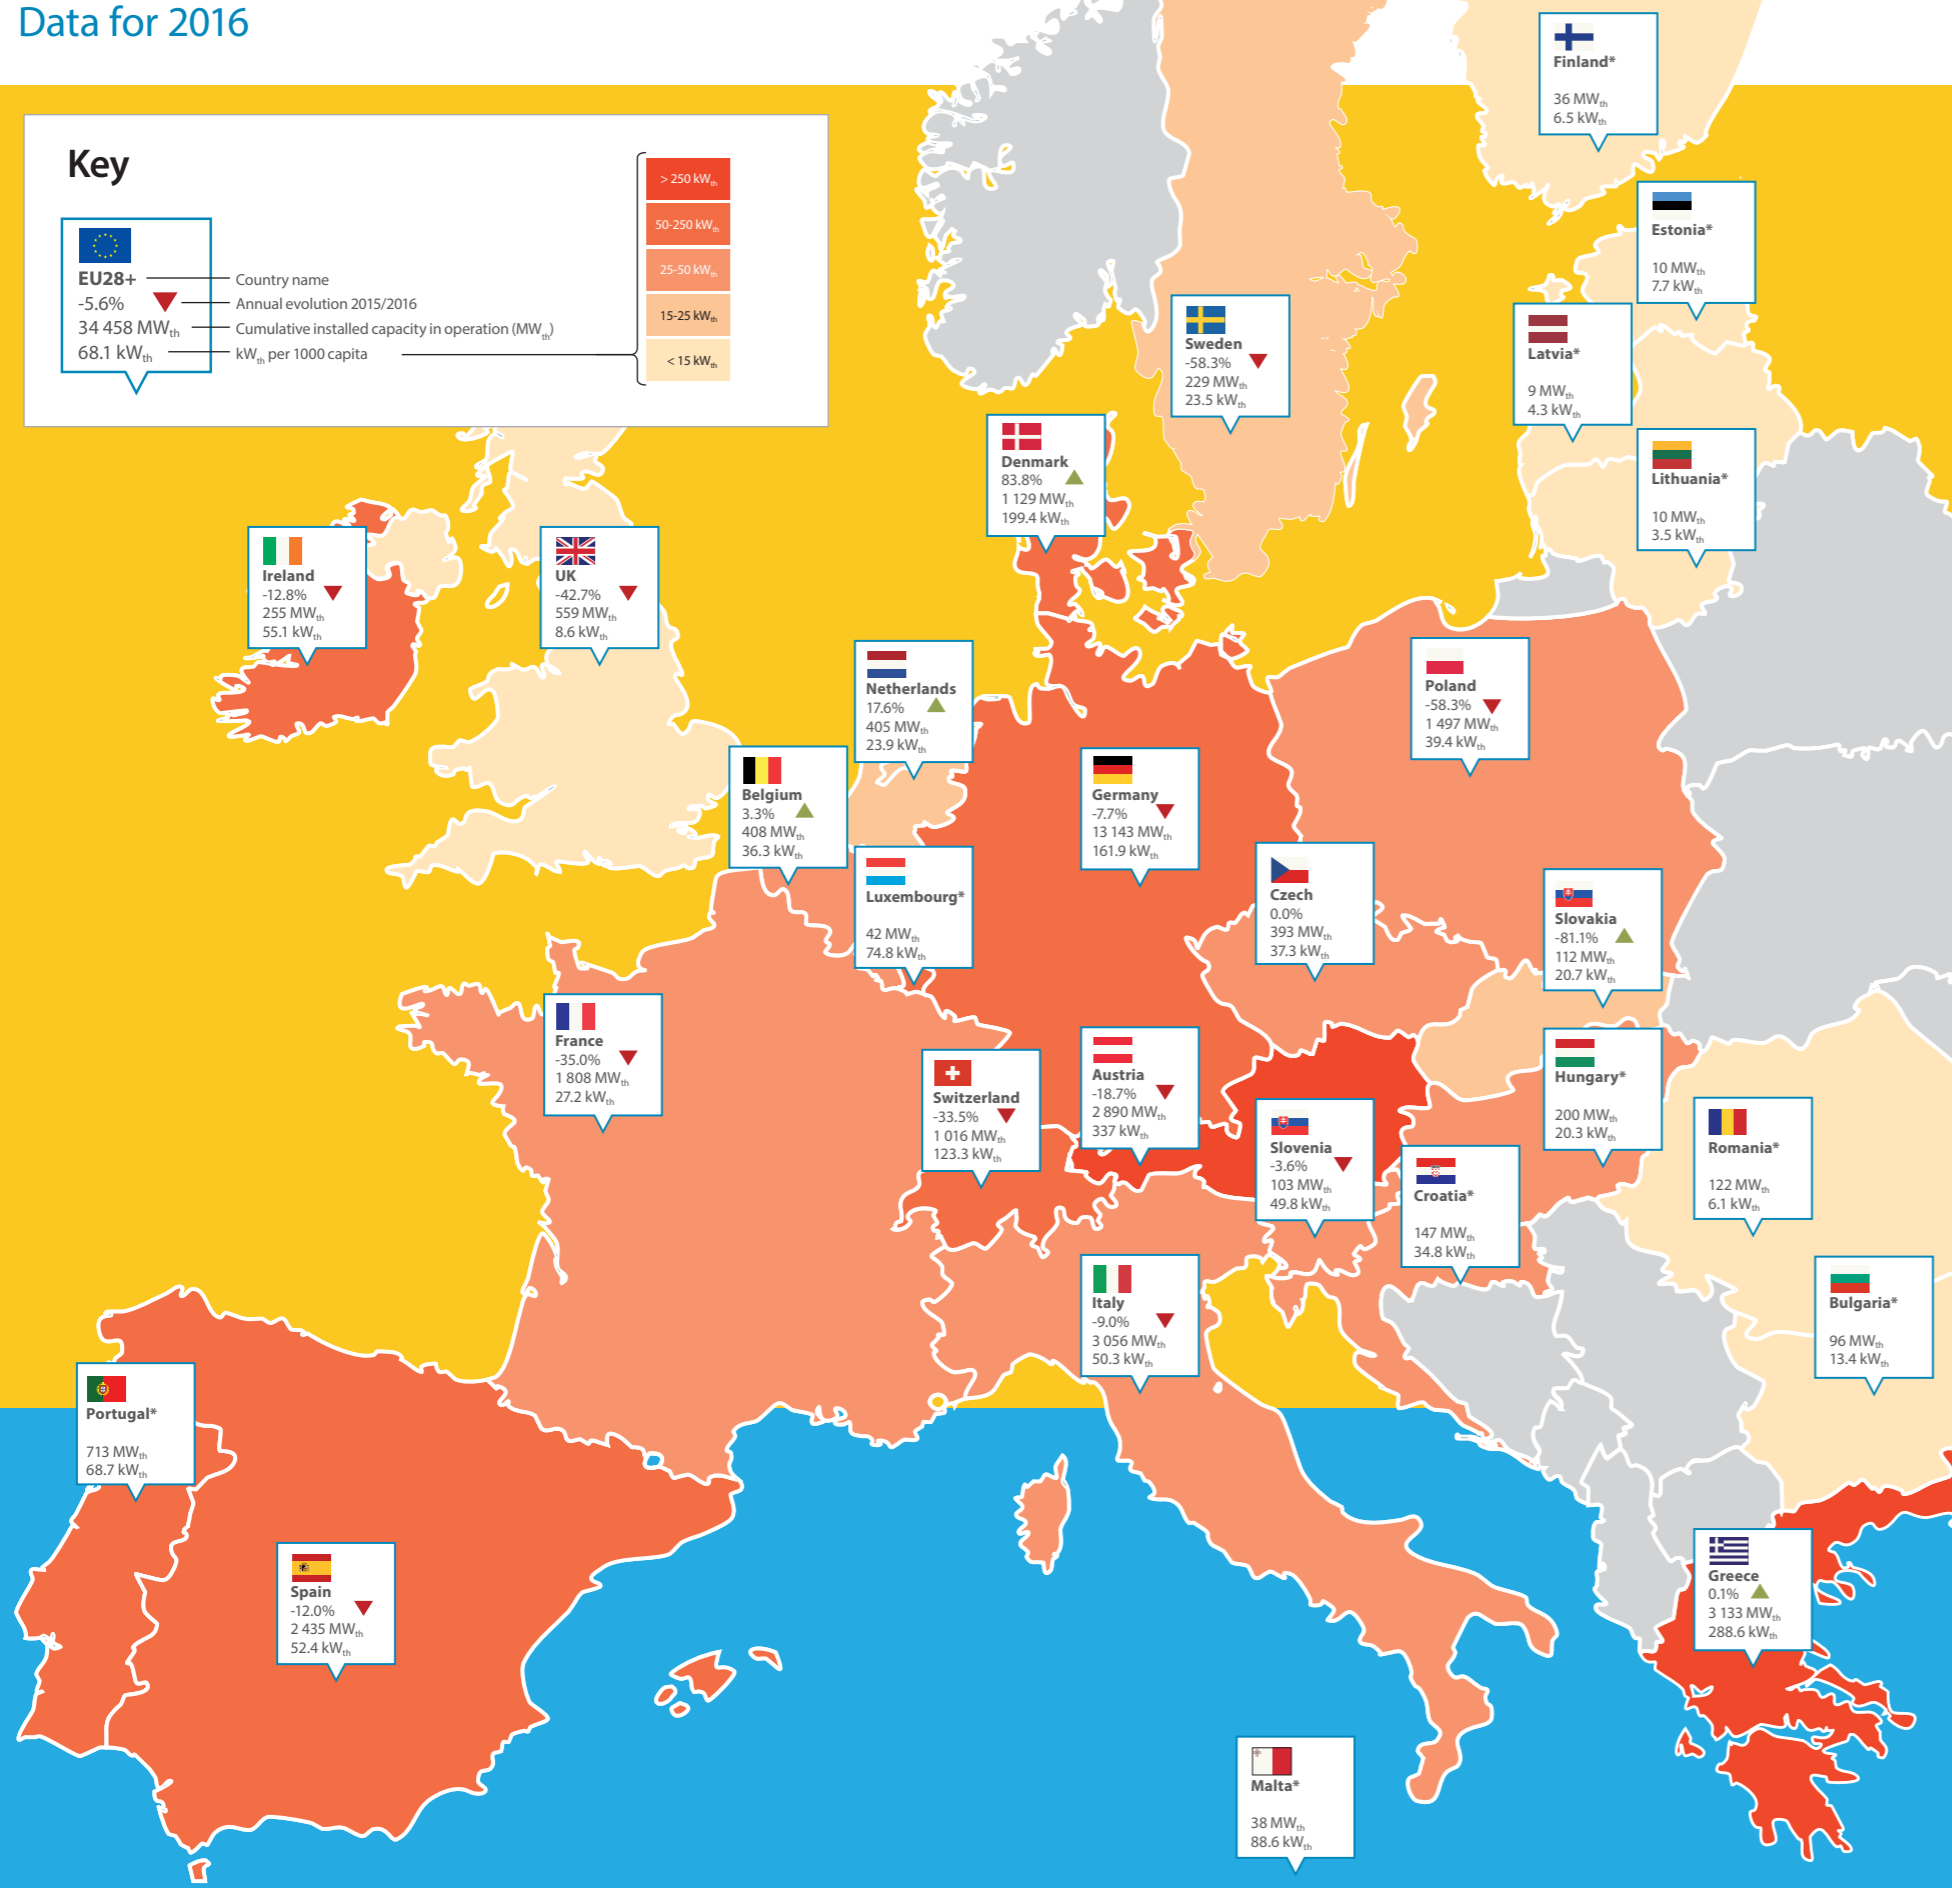 Data for 2016
Key
EU28+
-5.6%
34 458 MWth
68.1 kWth
Country name
Annual evolution 2015/2016
Cumulative installed capacity in operation (MWth)
kWth per 1000 capita
> 250 kWth
50-250 kWth
25-50 kWth
15-25 kWth
< 15 kWth
Finland*
36 MWth
6.5 kWth
Estonia*
10 MWth
7.7 kWth
Sweden
-58.3%
229 MWth
23.5 kWth
Latvia*
9 MWth
4.3 kWth
Denmark
83.8%
1 129 MWth
199.4 kWth
Lithuania*
10 MWth
3.5 kWth
Ireland
-12.8%
255 MWth
55.1 kWth
UK
-42.7%
559 MWth
8.6 kWth
Netherlands
17.6%
405 MWth
23.9 kWth
Poland
-58.3%
1 497 MWth
39.4 kWth
Belgium
3.3%
408 MWth
36.3 kWth
Germany
-7.7%
13 143 MWth
161.9 kWth
Luxembourg*
42 MWth
74.8 kWth
Czech
0.0%
393 MWth
37.3 kWth
Slovakia
-81.1%
112 MWth
20.7 kWth
France
-35.0%
1 808 MWth
27.2 kWth
Switzerland
-33.5%
1 016 MWth
123.3 kWth
Austria
-18.7%
2 890 MWth
337 kWth
Hungary*
200 MWth
20.3 kWth
Slovenia
-3.6%
103 MWth
49.8 kWth
Croatia*
147 MWth
34.8 kWth
Romania*
122 MWth
6.1 kWth
Italy
-9.0%
3 056 MWth
50.3 kWth
Bulgaria*
96 MWth
13.4 kWth
Portugal*
713 MWth
68.7 kWth
Spain
-12.0%
2 435 MWth
52.4 kWth
Greece
0.1%
3 133 MWth
288.6 kWth
Malta*
38 MWth
88.6 kWth